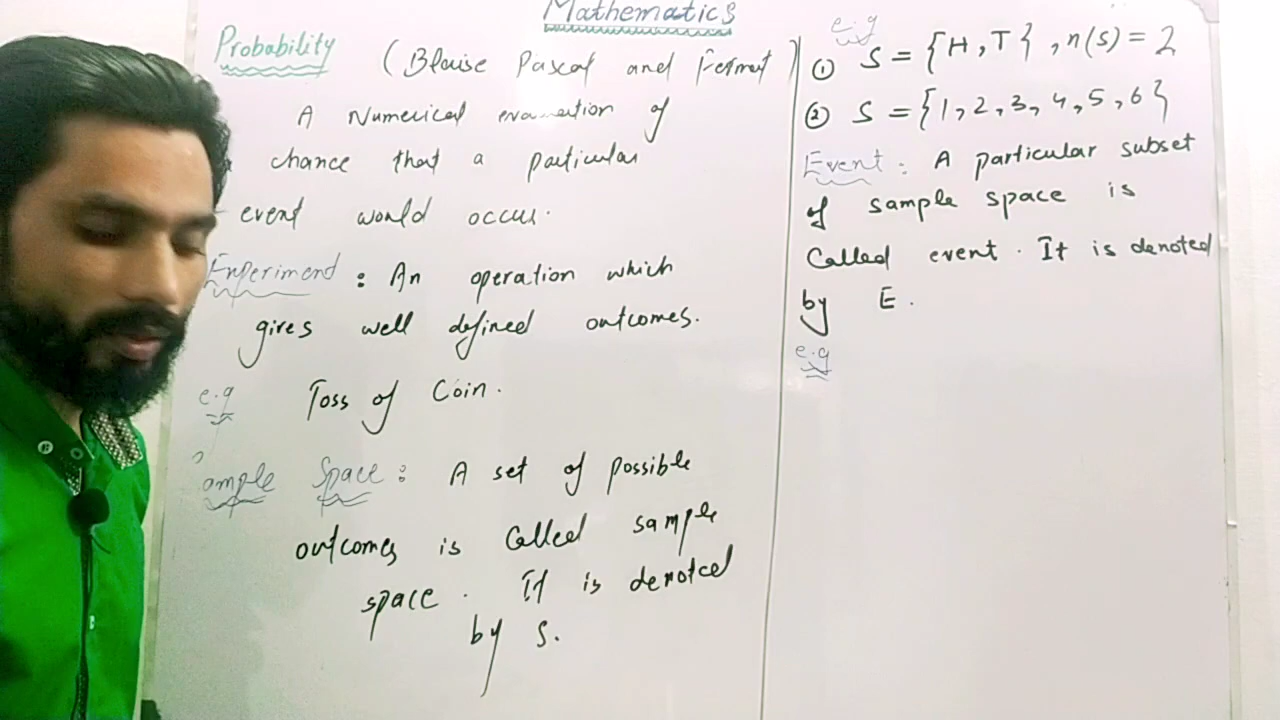 Mathematics
Probability (Blaise Pascal and Fermat)
A Numerical evaluation of
chance that a particular
event would occur.
Experiment : An operation which
gives well defined outcomes.
e.g Toss of Coin.
ample Space : A set of possible
outcomes is called sample
space . It is denoted
by S.
e.g
① S = {H, T}, n(s) = 2
② S = {1, 2, 3, 4, 5, 6}
Event : A particular subset
of sample space is
Called event . It is denoted
by E .
e.g